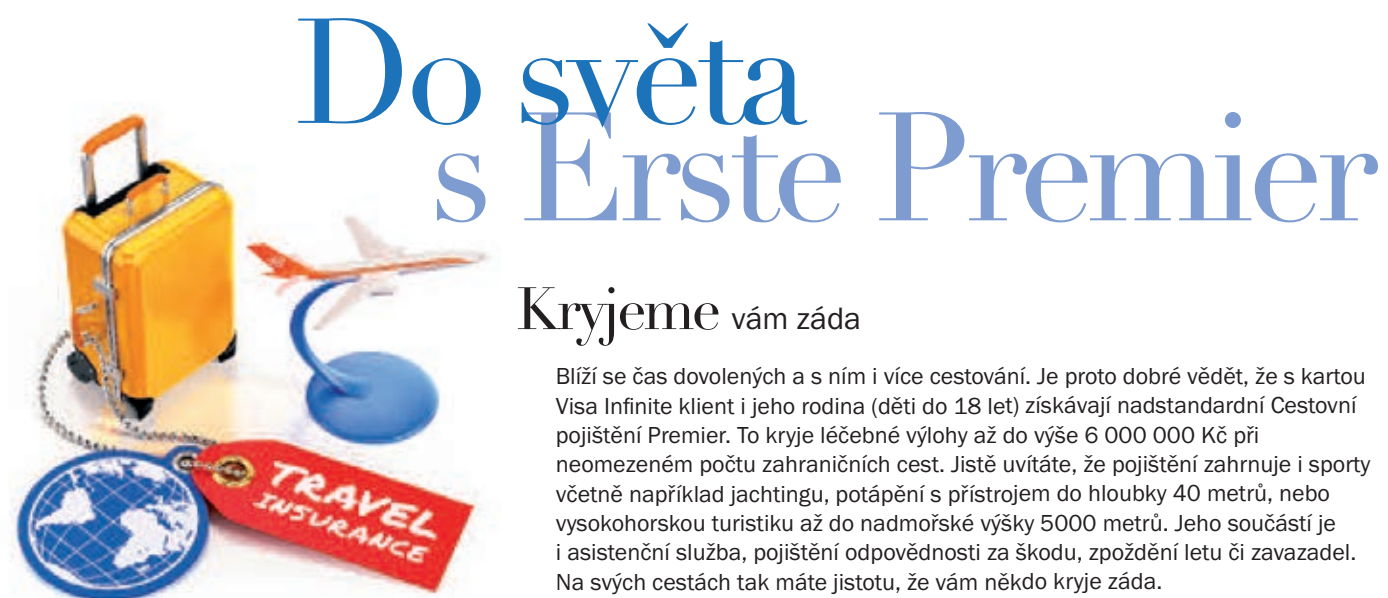 Do světa
s Erste Premier
Kryjeme vám záda
Blíží se čas dovolených a s ním i více cestování. Je proto dobré vědět, že s kartou
Visa Infinite klient i jeho rodina (děti do 18 let) získávají nadstandardní Cestovní
pojištění Premier. To kryje léčebné výlohy až do výše 6 000 000 Kč při
neomezeném počtu zahraničních cest. Jistě uvítáte, že pojištění zahrnuje i sporty
včetně například jachtingu, potápění s přístrojem do hloubky 40 metrů, nebo
vysokohorskou turistiku až do nadmořské výšky 5000 metrů. Jeho součástí je
i asistenční služba, pojištění odpovědnosti za škodu, zpoždění letu či zavazadel.
Na svých cestách tak máte jistotu, že vám někdo kryje záda.
TRAVEL
INSURANCE